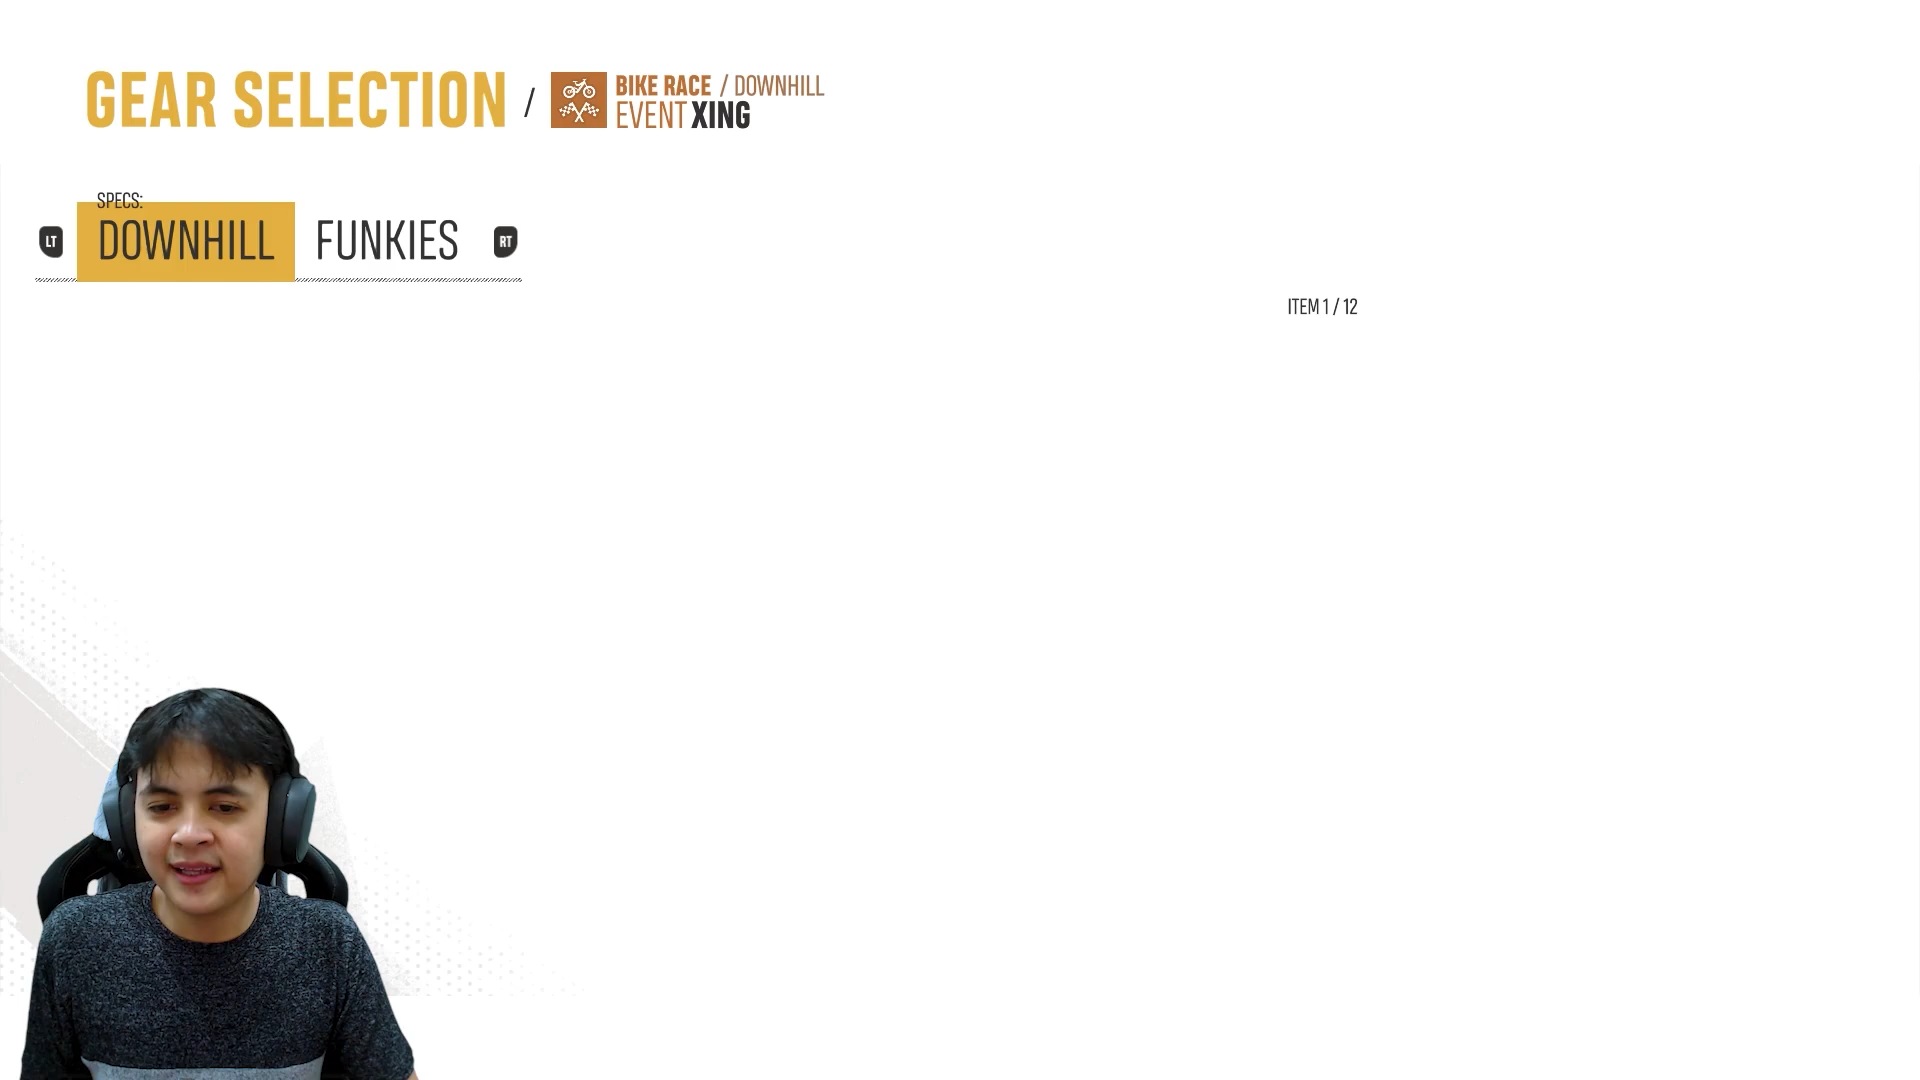 GEAR SELECTION / BIKE RACE / DOWNHILL
EVENT XING
SPECS:
LT DOWNHILL FUNKIES RT
ITEM 1 / 12